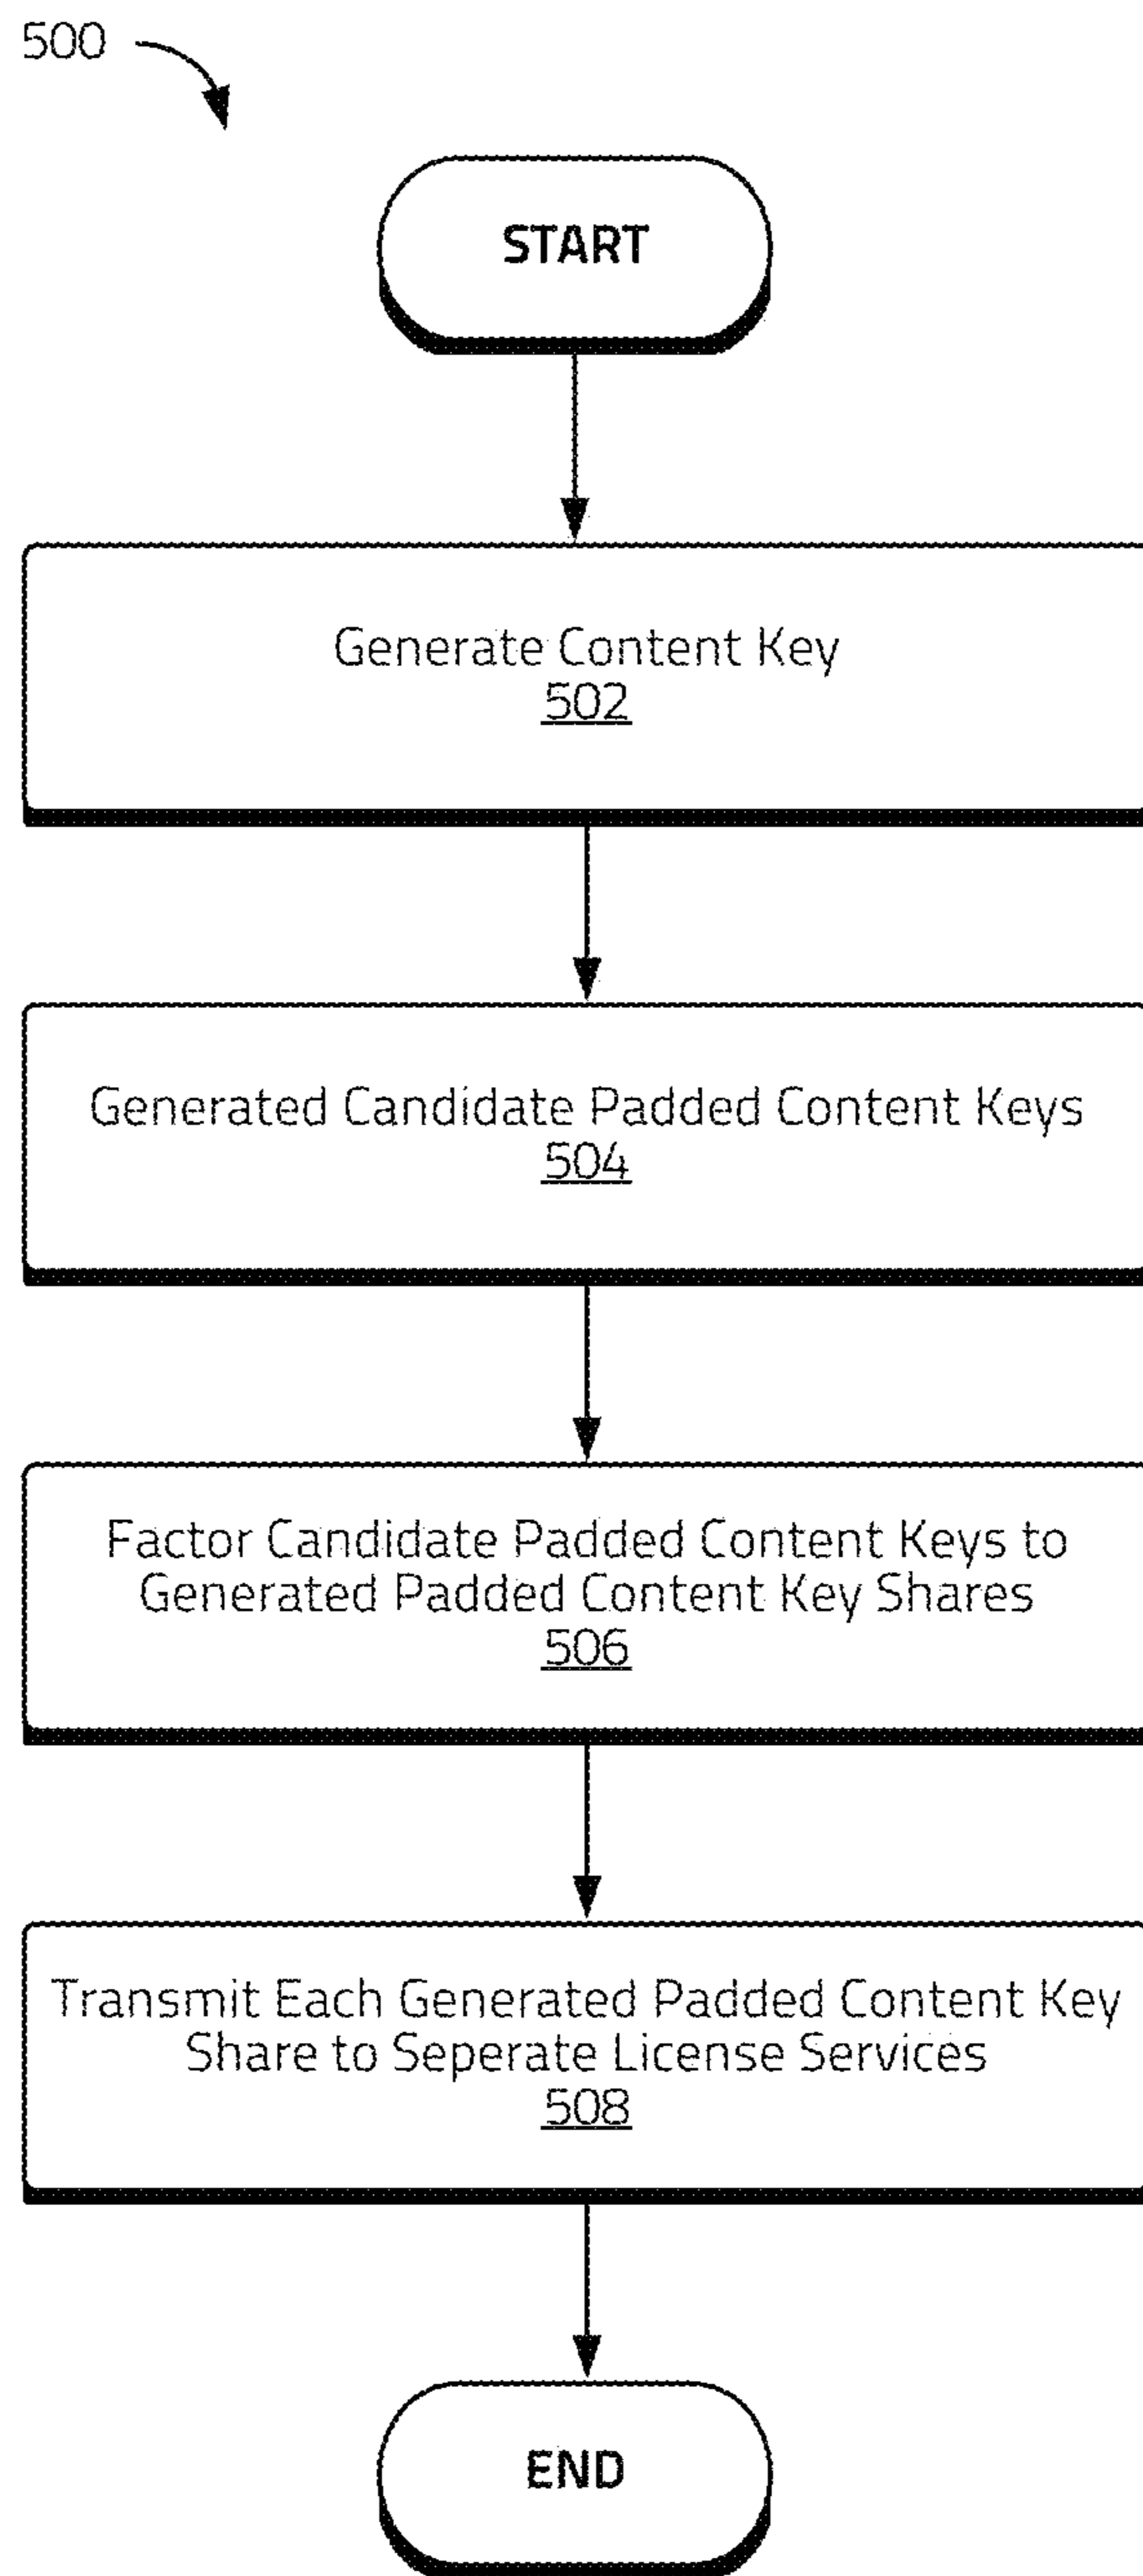 500
START
Generate Content Key
502
Generated Candidate Padded Content Keys
504
Factor Candidate Padded Content Keys to
Generated Padded Content Key Shares
506
Transmit Each Generated Padded Content Key
Share to Seperate License Services
508
END